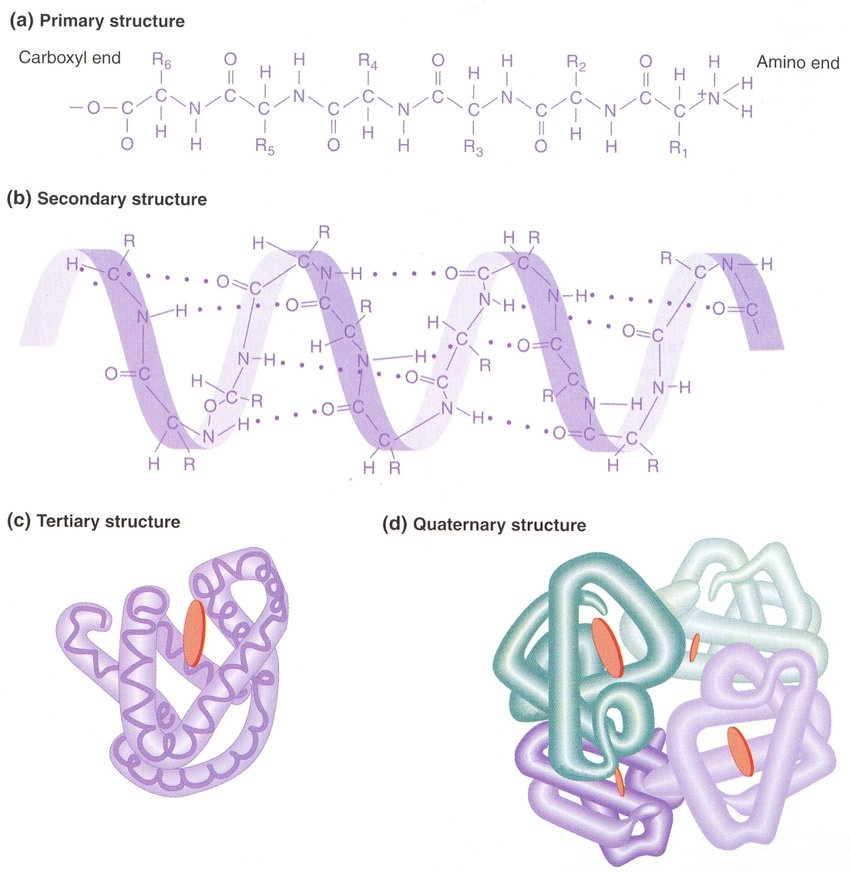 (a) Primary structure
Carboxyl end
Amino end
R6 O H R4 O H R2 O H
H H H
—O—C C N C C N C C N C C N C C N C C +N H
O H H R5 O H H R3 O H H R1 H
(b) Secondary structure
R H R H R R N H
H C O=C C N H O=C C N H C O=C
N H O=C R N H O=C
C H H C
O=C N H N H O=C R O=C N H
H C R O=C C R N H
O C N
C N H O=C H O=C C
H R C H R
H R
(c) Tertiary structure
(d) Quaternary structure